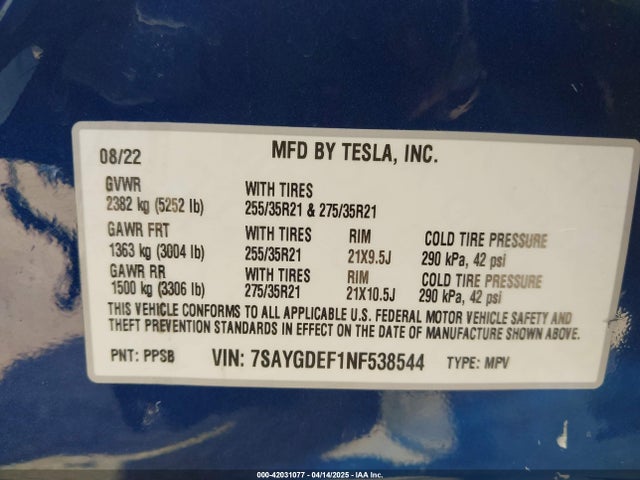 08/22 MFD BY TESLA, INC.
GVWR WITH TIRES
2382 kg (5252 lb) 255/35R21 & 275/35R21
GAWR FRT WITH TIRES RIM COLD TIRE PRESSURE
1363 kg (3004 lb) 255/35R21 21X9.5J 290 kPa, 42 psi
GAWR RR WITH TIRES RIM COLD TIRE PRESSURE
1500 kg (3306 lb) 275/35R21 21X10.5J 290 kPa, 42 psi
THIS VEHICLE CONFORMS TO ALL APPLICABLE U.S. FEDERAL MOTOR VEHICLE SAFETY AND
THEFT PREVENTION STANDARDS IN EFFECT ON THE DATE OF MANUFACTURE SHOWN ABOVE.
PNT: PPSB VIN: 7SAYGDEF1NF538544 TYPE: MPV
000-42031077 - 04/14/2025 - IAA Inc.